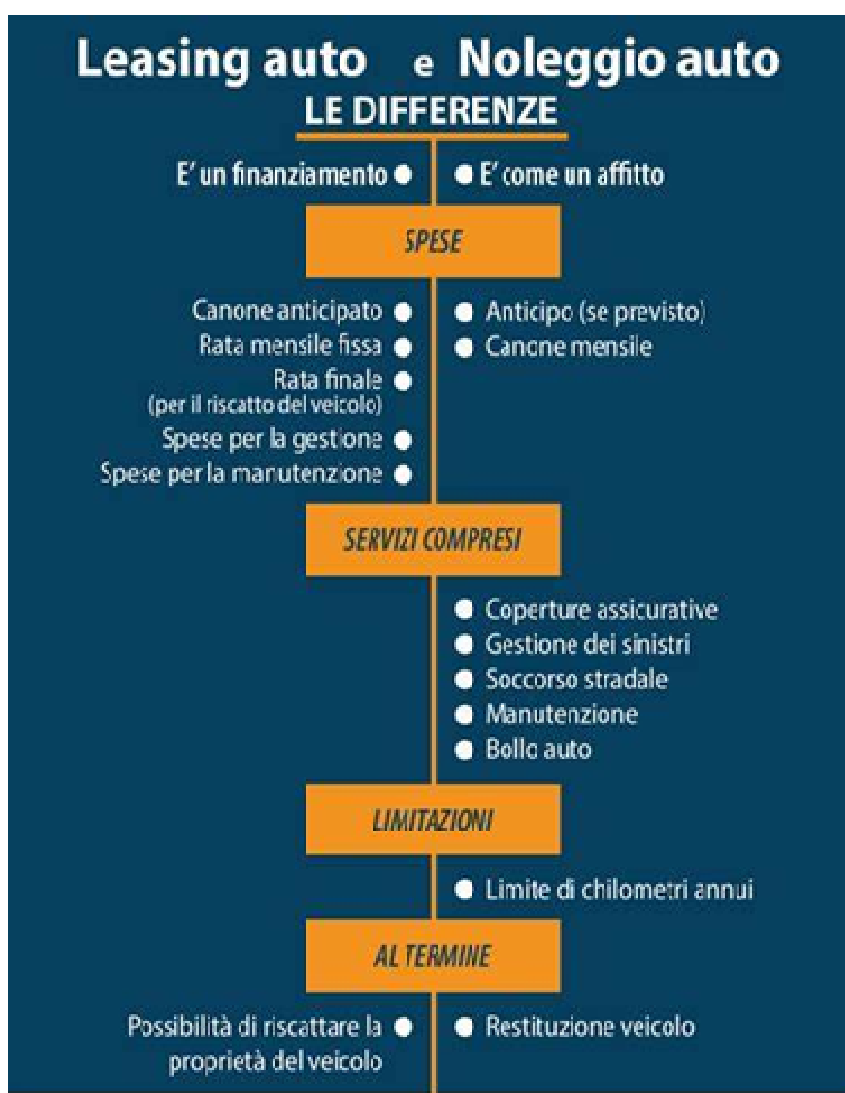 Leasing auto e Noleggio auto
LE DIFFERENZE
E' un finanziamento
E' come un affitto
SPESE
Canone anticipato
Rata mensile fissa
Rata finale
(per il riscatto del veicolo)
Spese per la gestione
Spese per la manutenzione
Anticipo (se previsto)
Canone mensile
SERVIZI COMPRESI
Coperture assicurative
Gestione dei sinistri
Soccorso stradale
Manutenzione
Bollo auto
LIMITAZIONI
Limite di chilometri annui
AL TERMINE
Possibilità di riscattare la
proprietà del veicolo
Restituzione veicolo